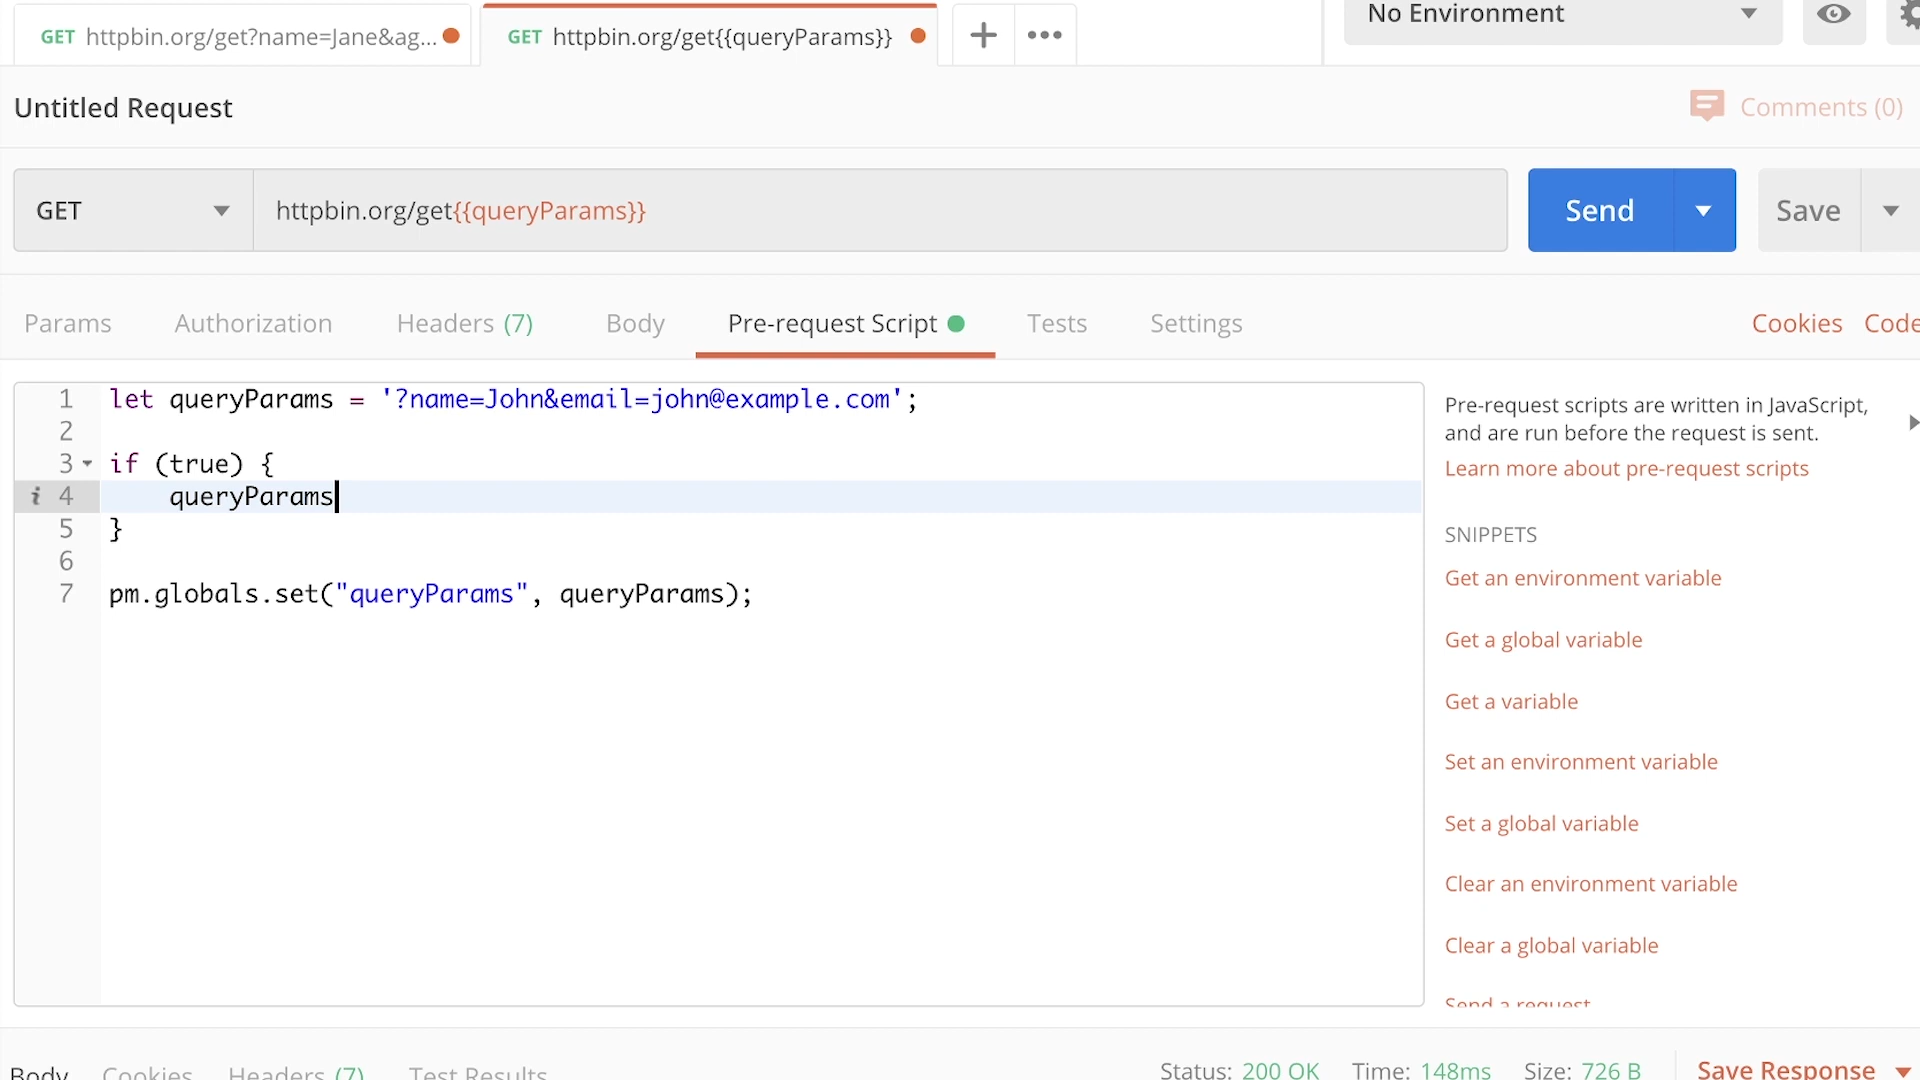 GET httpbin.org/get?name=Jane&ag... GET httpbin.org/get{{queryParams}} + ••• No Environment
Untitled Request Comments (0)
GET httpbin.org/get{{queryParams}} Send Save
Params Authorization Headers (7) Body Pre-request Script Tests Settings Cookies Code
1 let queryParams = '?name=John&email=john@example.com';
2
3 if (true) {
i 4 queryParams
5 }
6
7 pm.globals.set("queryParams", queryParams);
Pre-request scripts are written in JavaScript,
and are run before the request is sent.
Learn more about pre-request scripts
SNIPPETS
Get an environment variable
Get a global variable
Get a variable
Set an environment variable
Set a global variable
Clear an environment variable
Clear a global variable
Send a request
Body Cookies Headers (7) Test Results Status: 200 OK Time: 148ms Size: 726 B Save Response